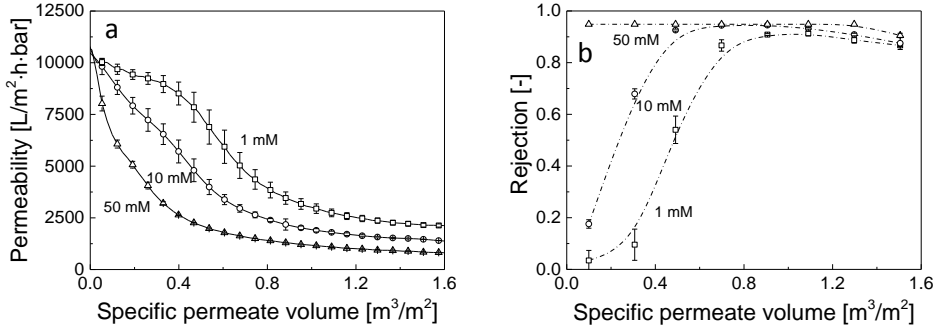 a
12500
10000
7500
5000
2500
0
0.0 0.4 0.8 1.2 1.6
Permeability [L/m²·h·bar]
Specific permeate volume [m³/m²]
1 mM
10 mM
50 mM
b
1.0
0.8
0.6
0.4
0.2
0.0
0.0 0.4 0.8 1.2 1.6
Rejection [-]
Specific permeate volume [m³/m²]
50 mM
10 mM
1 mM